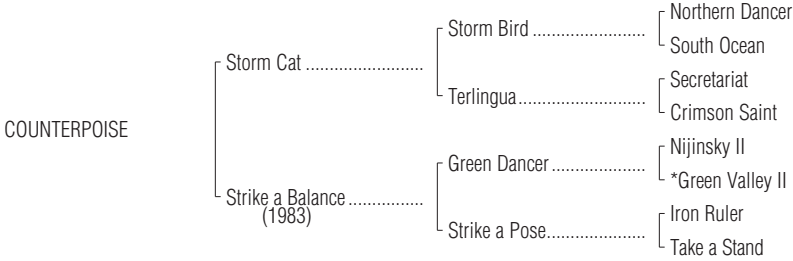 Northern Dancer
Storm Bird ........................
South Ocean
Storm Cat .........................
Secretariat
Terlingua...........................
Crimson Saint
COUNTERPOISE
Nijinsky II
Green Dancer ....................
*Green Valley II
Strike a Balance ................
(1983)
Iron Ruler
Strike a Pose.....................
Take a Stand